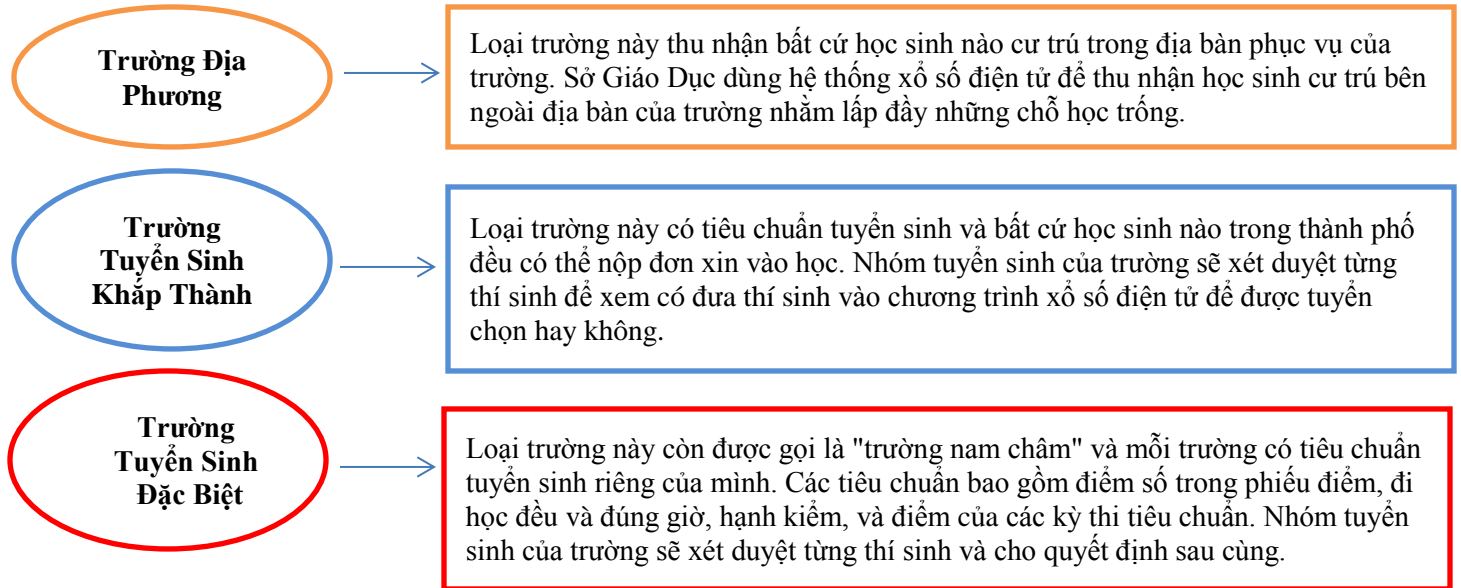 Trường Địa
Phương
Loại trường này thu nhận bất cứ học sinh nào cư trú trong địa bàn phục vụ của
trường. Sở Giáo Dục dùng hệ thống xổ số điện tử để thu nhận học sinh cư trú bên
ngoài địa bàn của trường nhằm lấp đầy những chỗ học trống.
Trường
Tuyển Sinh
Khắp Thành
Loại trường này có tiêu chuẩn tuyển sinh và bất cứ học sinh nào trong thành phố
đều có thể nộp đơn xin vào học. Nhóm tuyển sinh của trường sẽ xét duyệt từng
thí sinh để xem có đưa thí sinh vào chương trình xổ số điện tử để được tuyển
chọn hay không.
Trường
Tuyển Sinh
Đặc Biệt
Loại trường này còn được gọi là "trường nam châm" và mỗi trường có tiêu chuẩn
tuyển sinh riêng của mình. Các tiêu chuẩn bao gồm điểm số trong phiếu điểm, đi
học đều và đúng giờ, hạnh kiểm, và điểm của các kỳ thi tiêu chuẩn. Nhóm tuyển
sinh của trường sẽ xét duyệt từng thí sinh và cho quyết định sau cùng.